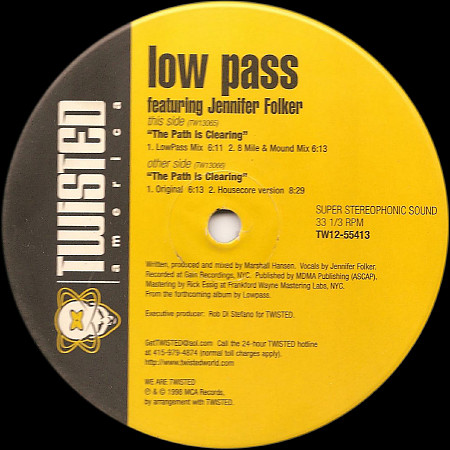 low pass
featuring Jennifer Folker
this side (TW13065)
"The Path Is Clearing"
1. LowPass Mix 6:11 2. 8 Mile & Mound Mix 6:13
other side (TW13066)
"The Path Is Clearing"
1. Original 6:13 2. Housecore version 8:29
SUPER STEREOPHONIC SOUND
33 1/3 RPM
TW12-55413
Written, produced and mixed by Marshall Hansen. Vocals by Jennifer Folker.
Recorded at Gain Recordings, NYC. Published by MDMA Publishing (ASCAP).
Mastering by Rick Essig at Frankford Wayne Mastering Labs, NYC.
From the forthcoming album by Lowpass.
Executive producer: Rob Di Stefano for TWISTED.
GetTWISTED@aol.com Call the 24-hour TWISTED hotline
at 415-979-4874 (normal toll charges apply).
http://www.twistedworld.com
WE ARE TWISTED
℗ & © 1998 MCA Records,
by arrangement with TWISTED.
TWISTED
america